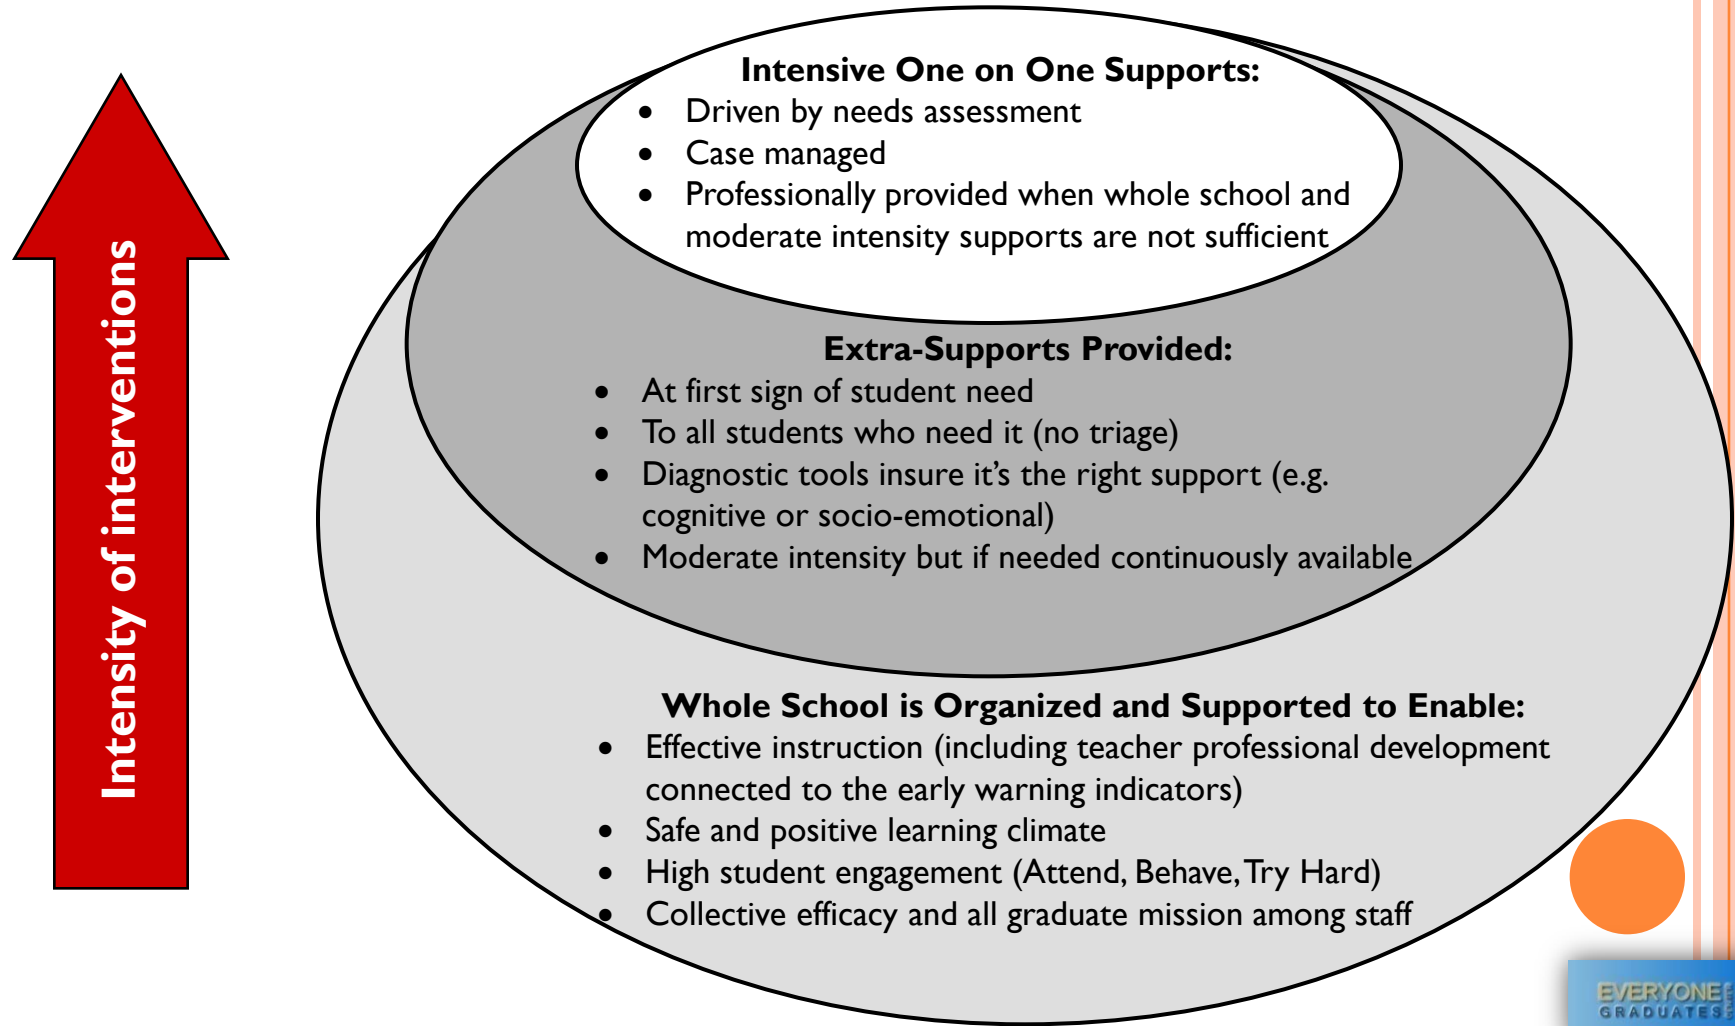 Intensity of interventions
Intensive One on One Supports:
• Driven by needs assessment
• Case managed
• Professionally provided when whole school and
moderate intensity supports are not sufficient
Extra-Supports Provided:
• At first sign of student need
• To all students who need it (no triage)
• Diagnostic tools insure it’s the right support (e.g.
cognitive or socio-emotional)
• Moderate intensity but if needed continuously available
Whole School is Organized and Supported to Enable:
• Effective instruction (including teacher professional development
connected to the early warning indicators)
• Safe and positive learning climate
• High student engagement (Attend, Behave, Try Hard)
• Collective efficacy and all graduate mission among staff
EVERYONE
GRADUATES